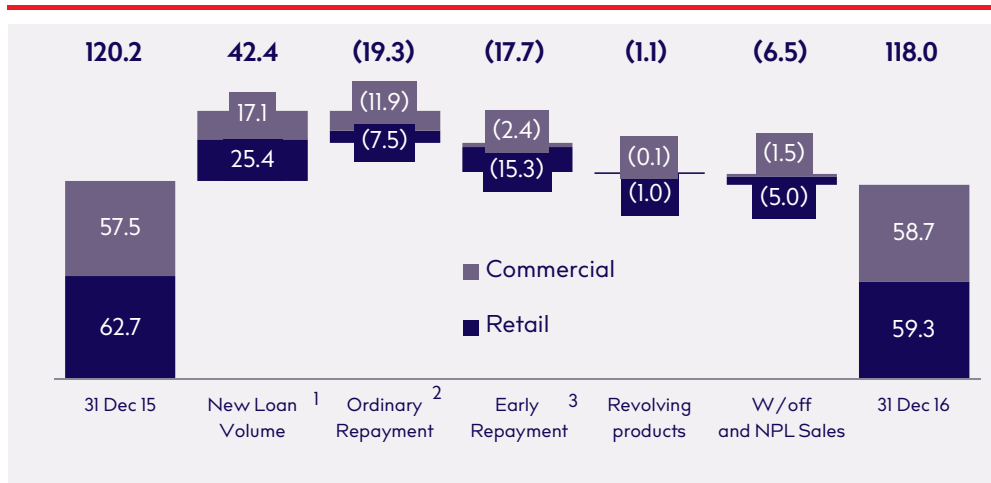 120.2 42.4 (19.3) (17.7) (1.1) (6.5) 118.0
17.1 (11.9) (2.4) (0.1) (1.5)
25.4 (7.5) (15.3) (1.0) (5.0)
57.5 58.7
62.7 59.3
Commercial
Retail
31 Dec 15 New Loan 1 Ordinary 2 Early 3 Revolving W/off 31 Dec 16
Volume Repayment Repayment products and NPL Sales